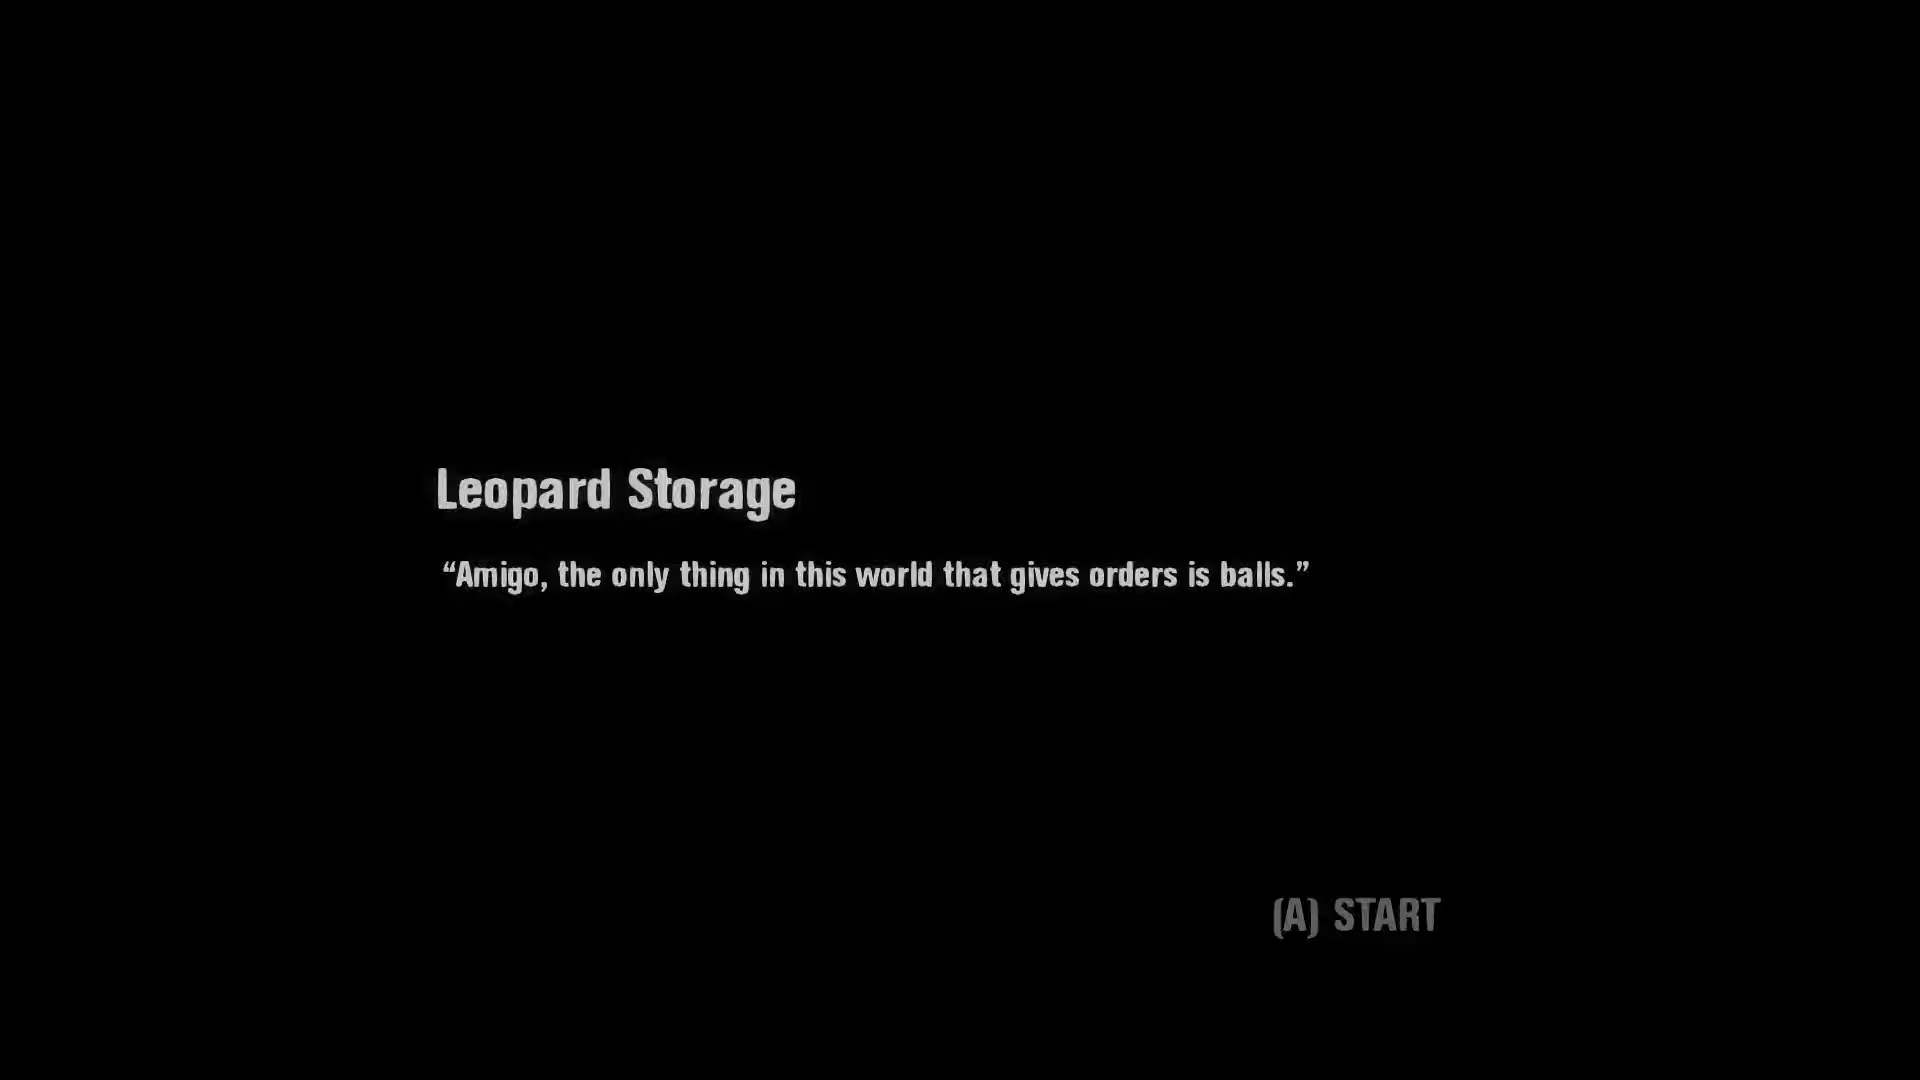 Leopard Storage
“Amigo, the only thing in this world that gives orders is balls.”
(A) START